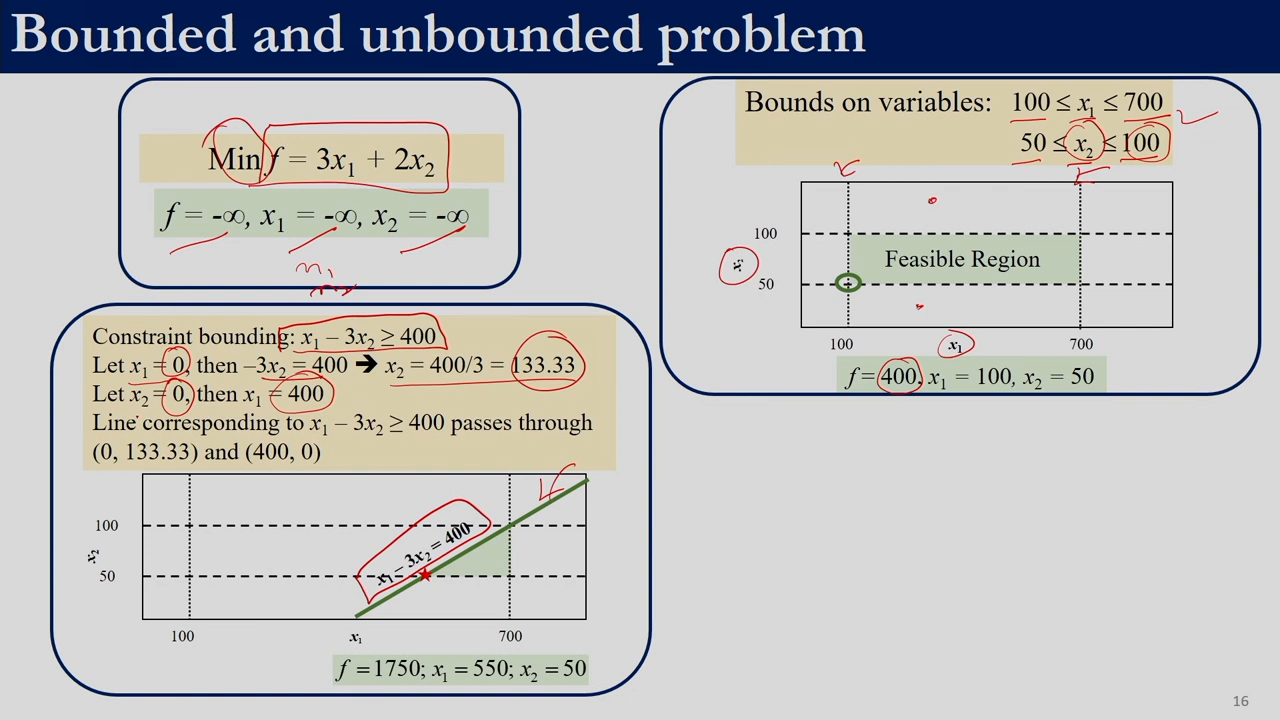 Bounded and unbounded problem
Min f = 3x₁ + 2x₂
f = -∞, x₁ = -∞, x₂ = -∞
Bounds on variables: 100 ≤ x₁ ≤ 700
50 ≤ x₂ ≤ 100
100
50
Feasible Region
100
x₁
700
f = 400, x₁ = 100, x₂ = 50
Constraint bounding: x₁ – 3x₂ ≥ 400
Let x₁ = 0, then –3x₂ = 400 ➔ x₂ = 400/3 = 133.33
Let x₂ = 0, then x₁ = 400
Line corresponding to x₁ – 3x₂ ≥ 400 passes through
(0, 133.33) and (400, 0)
100
x₂
50
x₁ – 3x₂ = 400
100
x₁
700
f = 1750; x₁ = 550; x₂ = 50
16